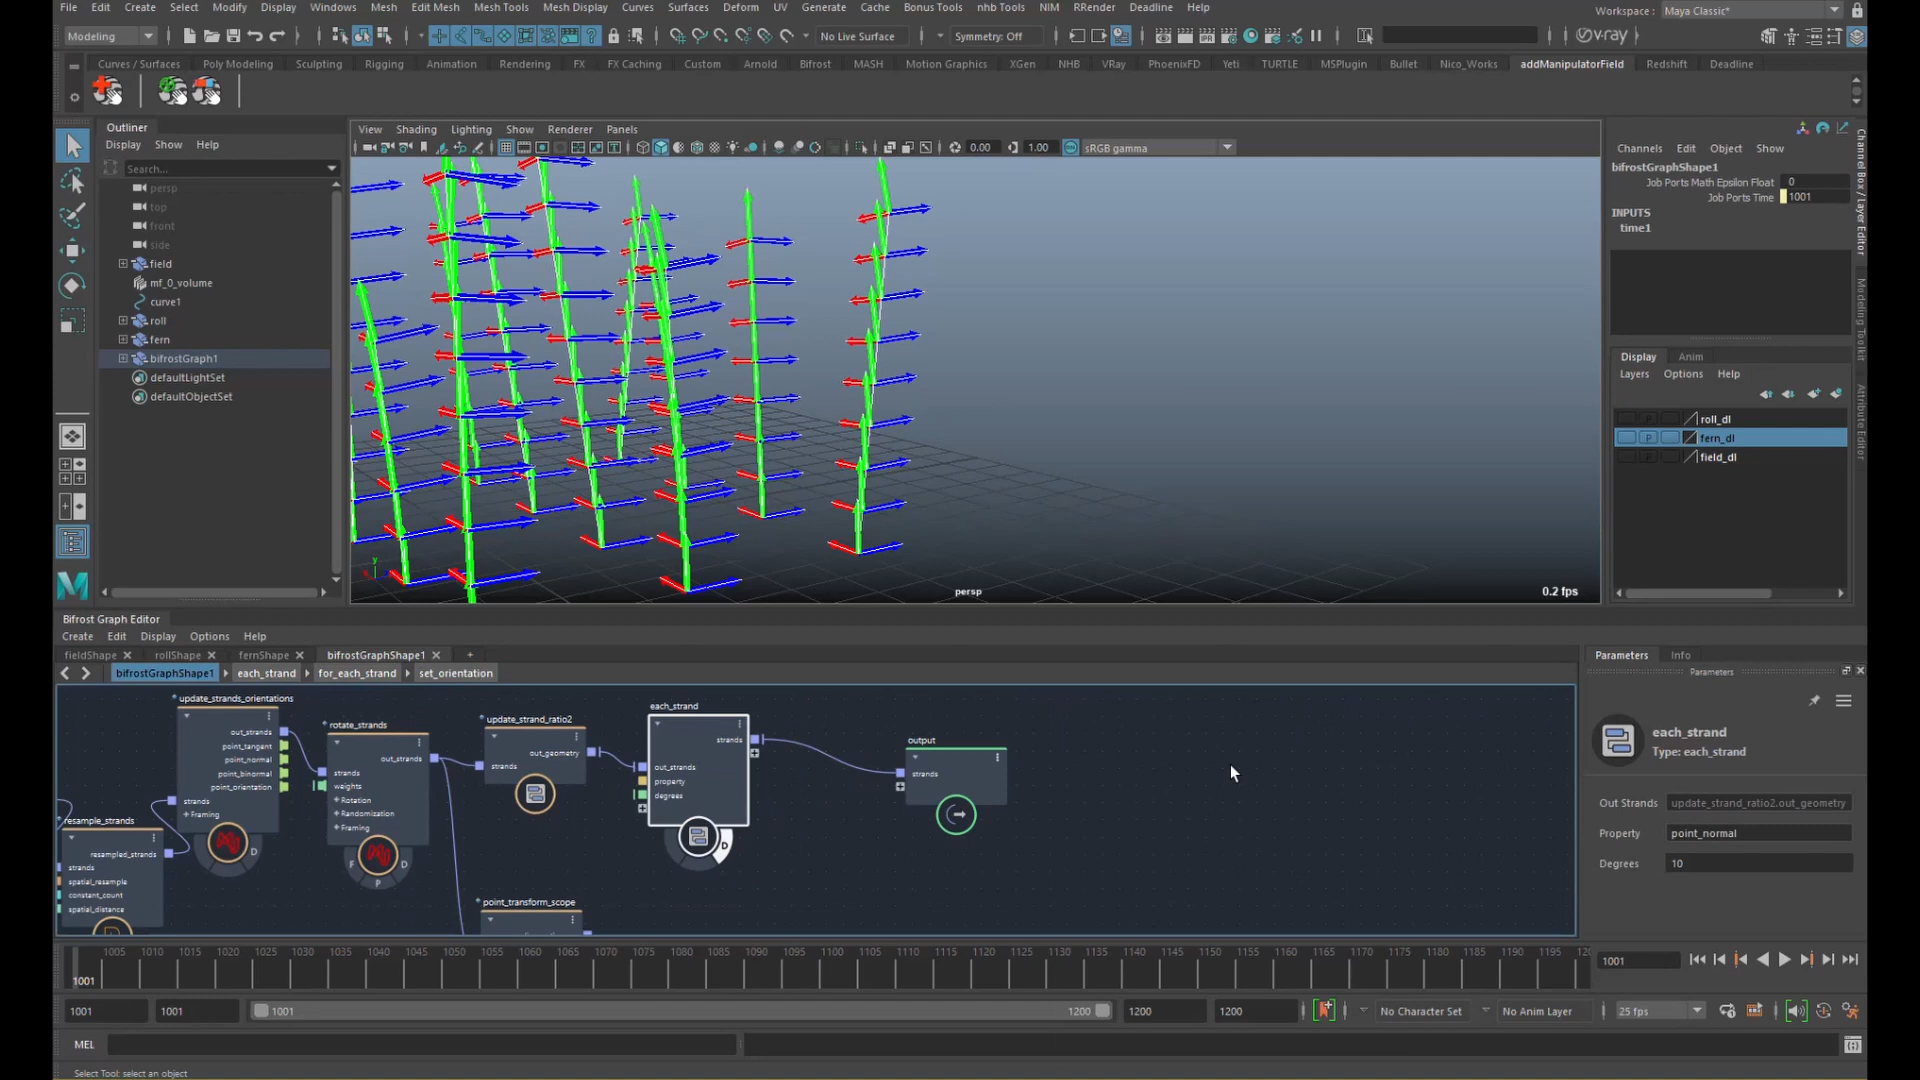 File Edit Create Select Modify Display Windows Mesh Edit Mesh Mesh Tools Mesh Display Curves Surfaces Deform UV Generate Cache Bonus Tools nhb Tools NIM RRender Deadline Help
Workspace : Maya Classic*
Modeling
No Live Surface
Symmetry: Off
v-ray
Curves / Surfaces Poly Modeling Sculpting Rigging Animation Rendering FX FX Caching Custom Arnold Bifrost MASH Motion Graphics XGen NHB VRay PhoenixFD Yeti TURTLE MSPlugin Bullet Nico_Works addManipulatorField Redshift Deadline
Outliner
Display Show Help
Search...
persp
top
front
side
field
mf_0_volume
curve1
roll
fern
bifrostGraph1
defaultLightSet
defaultObjectSet
View Shading Lighting Show Renderer Panels
0.00 1.00 sRGB gamma
y
persp
0.2 fps
Channels Edit Object Show
bifrostGraphShape1
Job Ports Math Epsilon Float 0
Job Ports Time 1001
INPUTS
time1
Display Anim
Layers Options Help
roll_dl
P fern_dl
field_dl
Channel Box / Layer Editor
Modeling Toolkit
Attribute Editor
Bifrost Graph Editor
Create Edit Display Options Help
fieldShape rollShape fernShape bifrostGraphShape1 +
bifrostGraphShape1 each_strand for_each_strand set_orientation
update_strands_orientations
out_strands
point_tangent
point_normal
point_binormal
point_orientation
strands
Framing
D
resample_strands
resampled_strands
strands
spatial_resample
constant_count
spatial_distance
rotate_strands
out_strands
strands
weights
Rotation
Randomization
Framing
F D
P
update_strand_ratio2
out_geometry
strands
point_transform_scope
each_strand
strands
out_strands
property
degrees
D
output
strands
Parameters Info
Parameters
each_strand
Type: each_strand
Out Strands update_strand_ratio2.out_geometry
Property point_normal
Degrees 10
1005 1010 1015 1020 1025 1030 1035 1040 1045 1050 1055 1060 1065 1070 1075 1080 1085 1090 1095 1100 1105 1110 1115 1120 1125 1130 1135 1140 1145 1150 1155 1160 1165 1170 1175 1180 1185 1190 1195 120
1001
1001
1001 1001 1001 1200 1200 1200 No Character Set No Anim Layer 25 fps
MEL
Select Tool: select an object